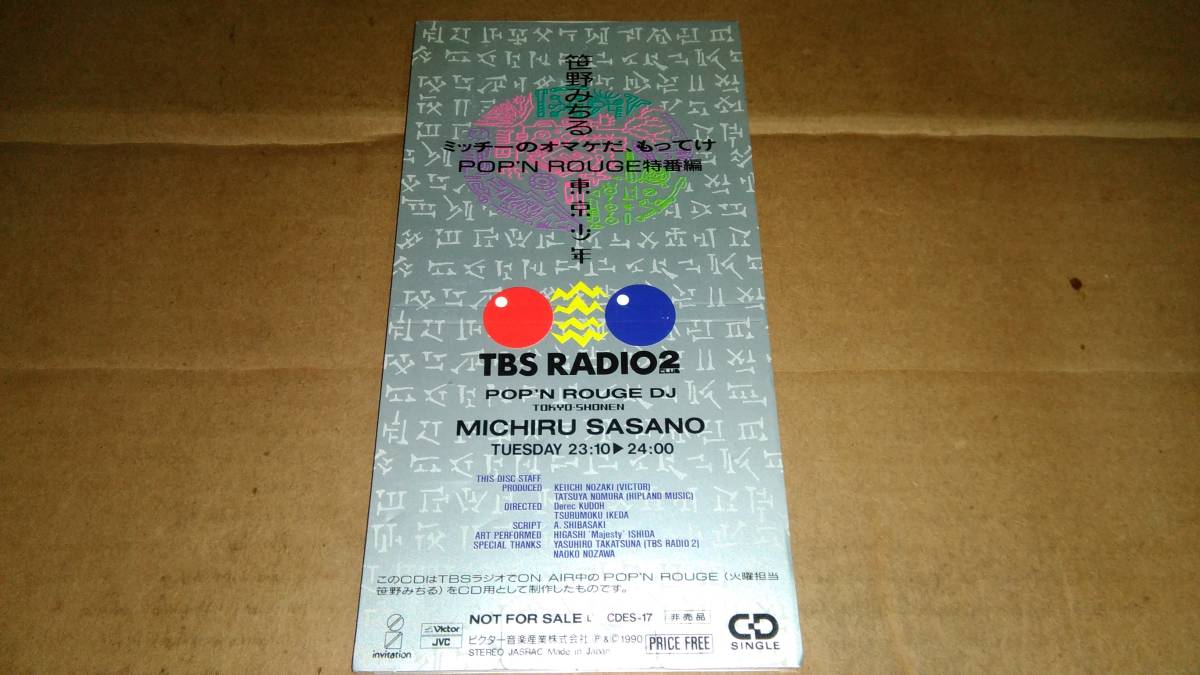 笹野みちる
ミッチーのオマケだ、もってけ
POP'N ROUGE特番編
東京少年
TBS RADIO2
POP'N ROUGE DJ
TOKYO-SHONEN
MICHIRU SASANO
TUESDAY 23:10▶24:00
THIS DISC STAFF
PRODUCED KEIICHI NOZAKI (VICTOR)
TATSUYA NOMURA (HIPLAND MUSIC)
DIRECTED Derec KUDOH
TSURUMOKU IKEDA
SCRIPT A. SHIBASAKI
ART PERFORMED HIGASHI 'Majesty' ISHIDA
SPECIAL THANKS YASUHIRO TAKATSUNA (TBS RADIO 2)
NAOKO NOZAWA
このCDはTBSラジオでON AIR中のPOP'N ROUGE (火曜担当
笹野みちる) をCD用として制作したものです。
invitation
Victor
JVC
NOT FOR SALE L CDES-17 非売品
ビクター音楽産業株式会社 ℗&©1990
STEREO JASRAC Made in Japan
PRICE FREE
CD
SINGLE